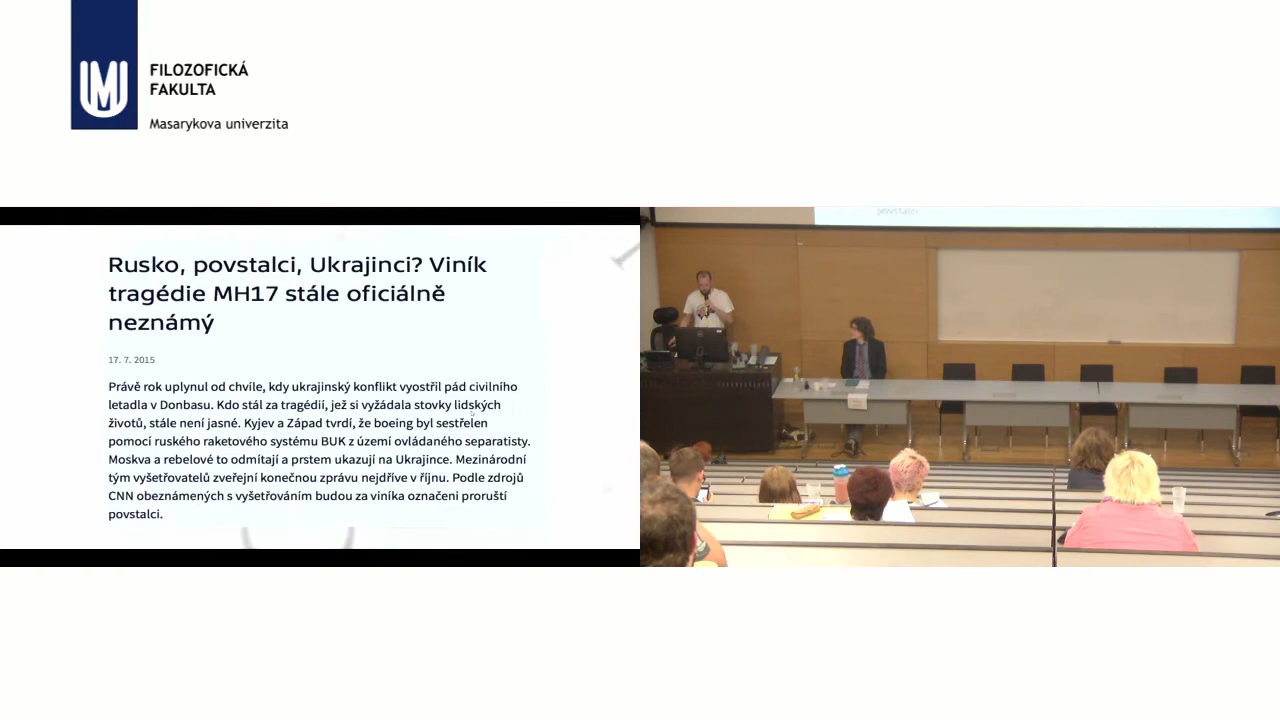 FILOZOFICKÁ
FAKULTA
Masarykova univerzita
Rusko, povstalci, Ukrajinci? Viník
tragédie MH17 stále oficiálně
neznámý
17. 7. 2015
Právě rok uplynul od chvíle, kdy ukrajinský konflikt vyostřil pád civilního
letadla v Donbasu. Kdo stál za tragédií, jež si vyžádala stovky lidských
životů, stále není jasné. Kyjev a Západ tvrdí, že boeing byl sestřelen
pomocí ruského raketového systému BUK z území ovládaného separatisty.
Moskva a rebelové to odmítají a prstem ukazují na Ukrajince. Mezinárodní
tým vyšetřovatelů zveřejní konečnou zprávu nejdříve v říjnu. Podle zdrojů
CNN obeznámených s vyšetřováním budou za viníka označeni proruští
povstalci.
povstalci